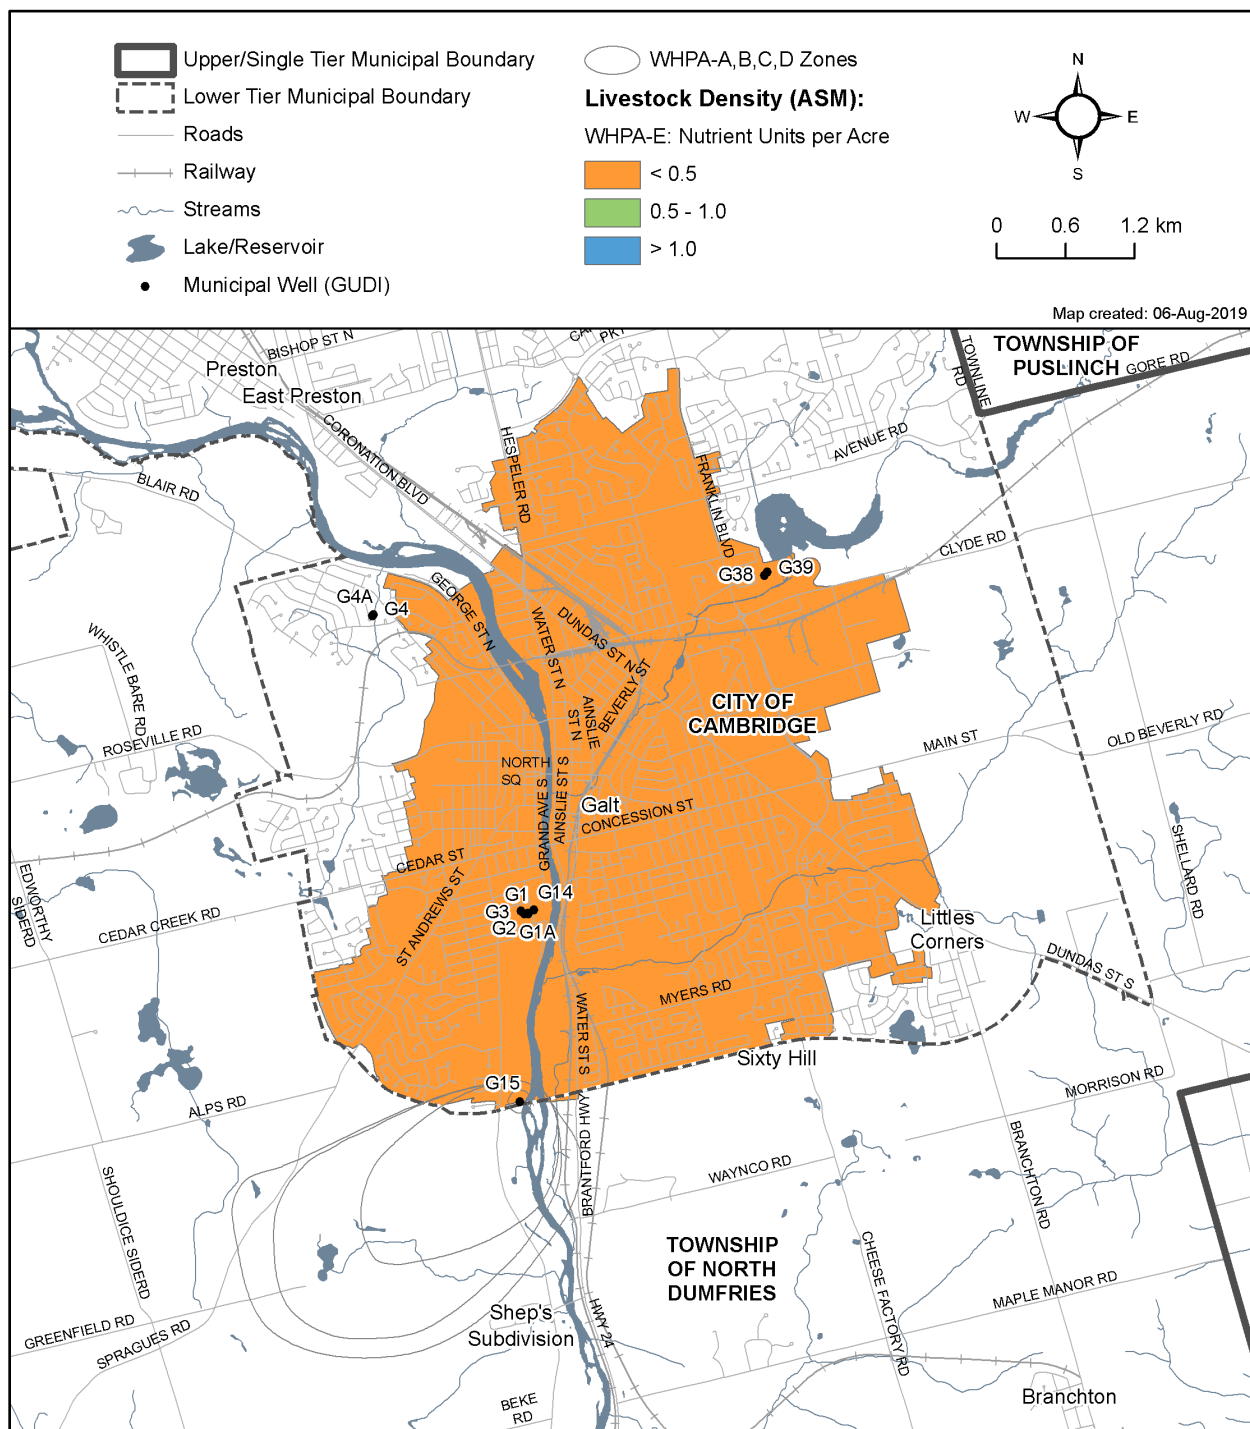 Upper/Single Tier Municipal Boundary
Lower Tier Municipal Boundary
Roads
Railway
Streams
Lake/Reservoir
Municipal Well (GUDI)
WHPA-A,B,C,D Zones
Livestock Density (ASM):
WHPA-E: Nutrient Units per Acre
< 0.5
0.5 - 1.0
> 1.0
N
W
E
S
0
0.6
1.2 km
Map created: 06-Aug-2019
BISHOP ST N
PKY
TOWNSHIP OF
PUSLINCH
GORE RD
TOWNLINE
RD
Preston
East Preston
CORONATION BLVD
HESPELER RD
AVENUE RD
FRANKLIN BLVD
BLAIR RD
CLYDE RD
G38
G39
G4A
G4
GEORGE ST N
WATER ST N
DUNDAS ST N
BEVERLY ST
AINSLIE
ST N
WHISTLE BARE RD
ROSEVILLE RD
CITY OF
CAMBRIDGE
MAIN ST
OLD BEVERLY RD
NORTH
SQ
GRAND AVE S
AINSLIE ST S
Galt
CONCESSION ST
CEDAR ST
ST ANDREWS ST
SHELLARD RD
EDWORTHY
SIDERD
CEDAR CREEK RD
G1
G14
G3
G2
G1A
Littles
Corners
DUNDAS ST S
MYERS RD
WATER ST S
Sixty Hill
G15
ALPS RD
MORRISON RD
BRANTFORD HWY
BRANCHTON RD
WAYNCO RD
SHOULDICE SIDERD
TOWNSHIP
OF NORTH
DUMFRIES
CHEESE FACTORY RD
MAPLE MANOR RD
Shep's
Subdivision
HWY 24
GREENFIELD RD
SPRAGUES RD
BEKE
RD
Branchton